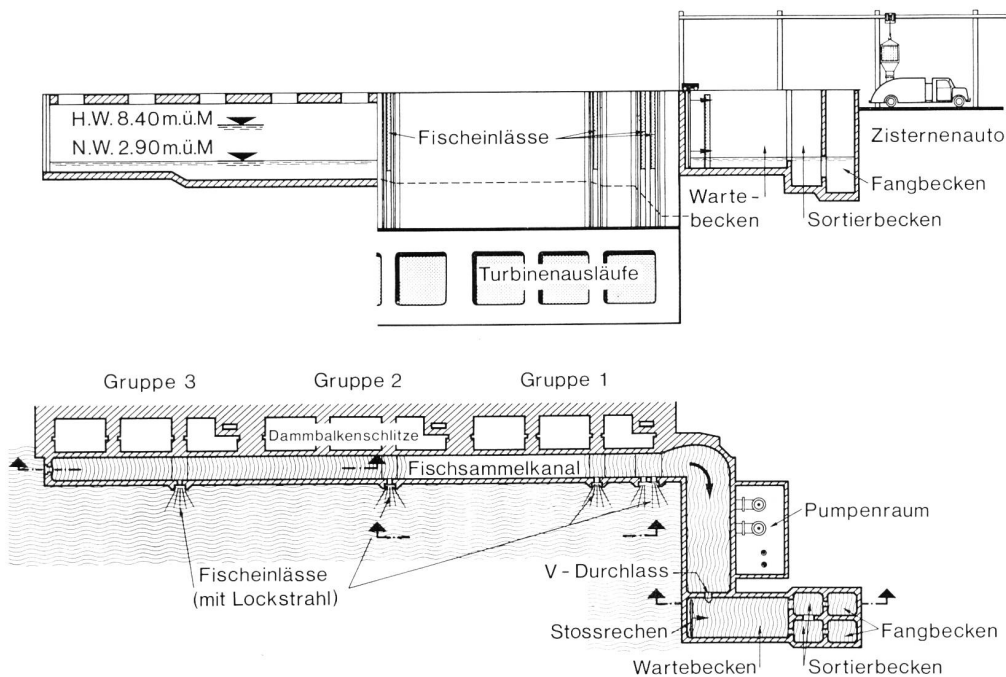 H.W. 8.40 m.ü.M
N.W. 2.90 m.ü.M
Fischeinlässe
Zisternenauto
Warte-
becken
Fangbecken
Sortierbecken
Turbinenausläufe
Gruppe 3
Gruppe 2
Gruppe 1
Dammbalkenschlitze
Fischsammelkanal
Pumpenraum
Fischeinlässe
(mit Lockstrahl)
V-Durchlass
Stossrechen
Fangbecken
Wartebecken
Sortierbecken